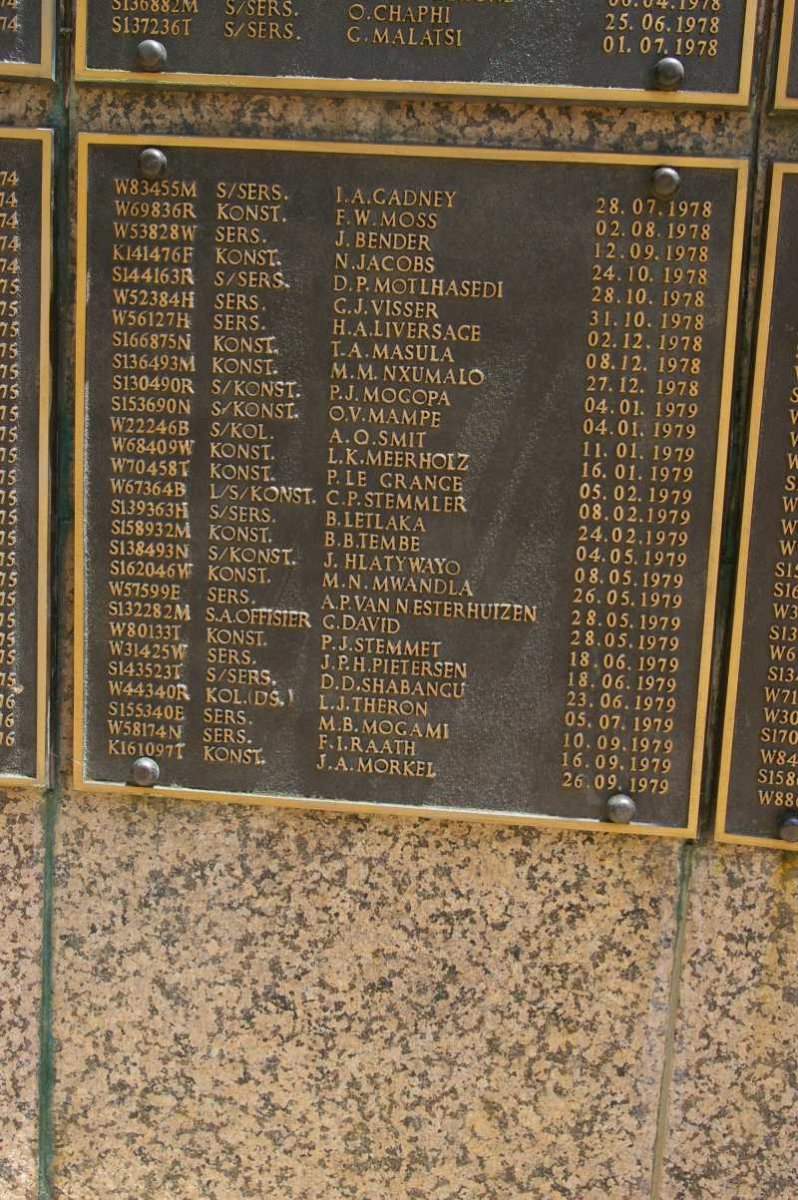 S136882M S/SERS. O.CHAPHI 25.06.1978
S137236T S/SERS. G.MALATSI 01.07.1978
W83455M S/SERS. I.A.GADNEY 28.07.1978
W69836R KONST. F.W.MOSS 02.08.1978
W53828W SERS. J.BENDER 12.09.1978
K141476F KONST. N.JACOBS 24.10.1978
S144163R S/SERS. D.P.MOTLHASEDI 28.10.1978
W52384H SERS. G.J.VISSER 31.10.1978
W56127H SERS. H.A.LIVERSAGE 02.12.1978
S166875N KONST. T.A.MASULA 08.12.1978
S136493M KONST. M.M.NXUMALO 27.12.1978
S130490R S/KONST. P.J.MOGOPA 04.01.1979
S153690N S/KONST. O.V.MAMPE 04.01.1979
W22246B S/KOL. A.O.SMIT 11.01.1979
W68409W KONST. L.K.MEERHOLZ 16.01.1979
W70458T KONST. P.LE GRANGE 05.02.1979
W67364B L/S/KONST. C.P.STEMMLER 08.02.1979
S139363H S/SERS. B.LETLAKA 24.02.1979
S158932M KONST. B.B.TEMBE 04.05.1979
S138493N S/KONST. J.HLATYWAYO 08.05.1979
S162046W KONST. M.N.MWANDLA 26.05.1979
W57599E SERS. A.P.VAN N ESTERHUIZEN 28.05.1979
S132282M S.A.OFFISIER G.DAVID 28.05.1979
W80133T KONST. P.J.STEMMET 18.06.1979
W31425W SERS. J.P.H.PIETERSEN 18.06.1979
S143523T S/SERS. D.D.SHABANGU 23.06.1979
W44340R KOL.(DS.) L.J.THERON 05.07.1979
S155340E SERS. M.B.MOGAMI 10.09.1979
W58174N SERS. F.I.RAATH 16.09.1979
K161097T KONST. J.A.MORKEL 26.09.1979